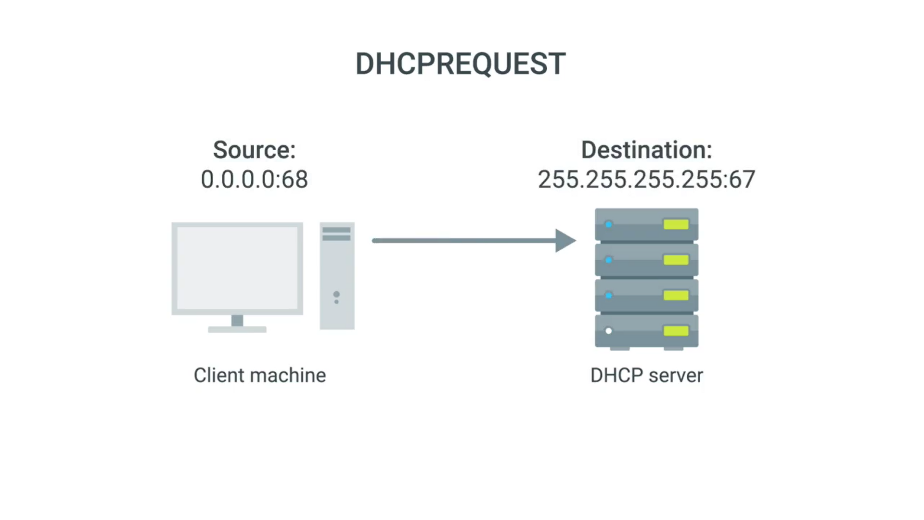 DHCPREQUEST
Source:
0.0.0.0:68
Destination:
255.255.255.255:67
Client machine
DHCP server